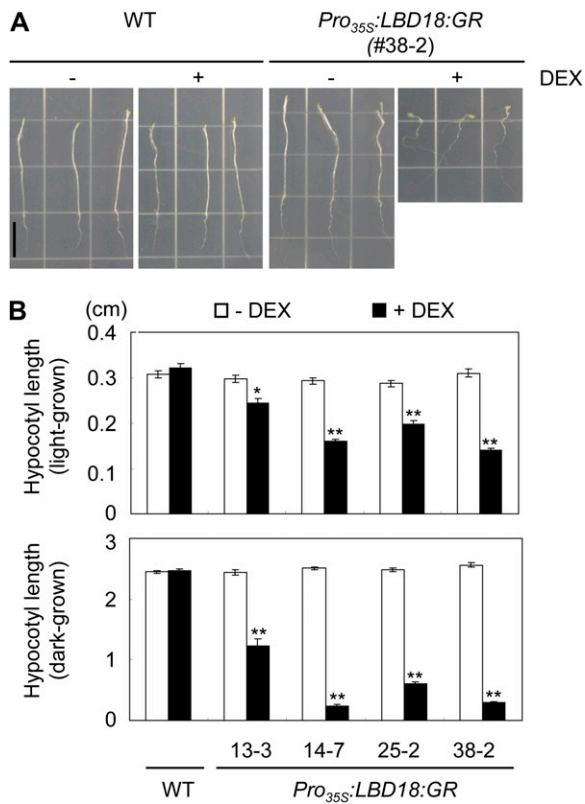 A
WT
Pro35S:LBD18:GR
(#38-2)
- + - + DEX
B
(cm)
- DEX
+ DEX
Hypocotyl length
(light-grown)
0.4
0.3
0.2
0.1
0
*
**
**
**
Hypocotyl length
(dark-grown)
3
2
1
0
**
**
**
**
13-3 14-7 25-2 38-2
WT
Pro35S:LBD18:GR